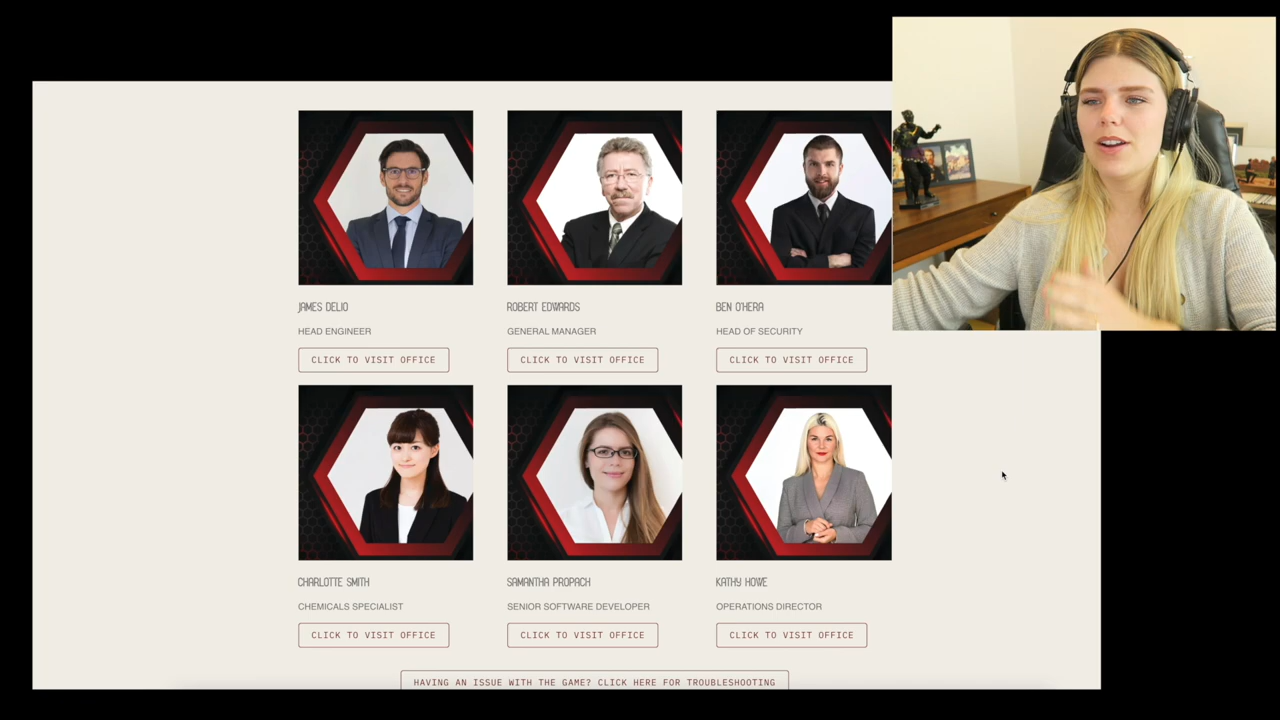 JAMES DELIO
HEAD ENGINEER
CLICK TO VISIT OFFICE
ROBERT EDWARDS
GENERAL MANAGER
CLICK TO VISIT OFFICE
BEN O'HERA
HEAD OF SECURITY
CLICK TO VISIT OFFICE
CHARLOTTE SMITH
CHEMICALS SPECIALIST
CLICK TO VISIT OFFICE
SAMANTHA PROPACH
SENIOR SOFTWARE DEVELOPER
CLICK TO VISIT OFFICE
KATHY HOWE
OPERATIONS DIRECTOR
CLICK TO VISIT OFFICE
HAVING AN ISSUE WITH THE GAME? CLICK HERE FOR TROUBLESHOOTING